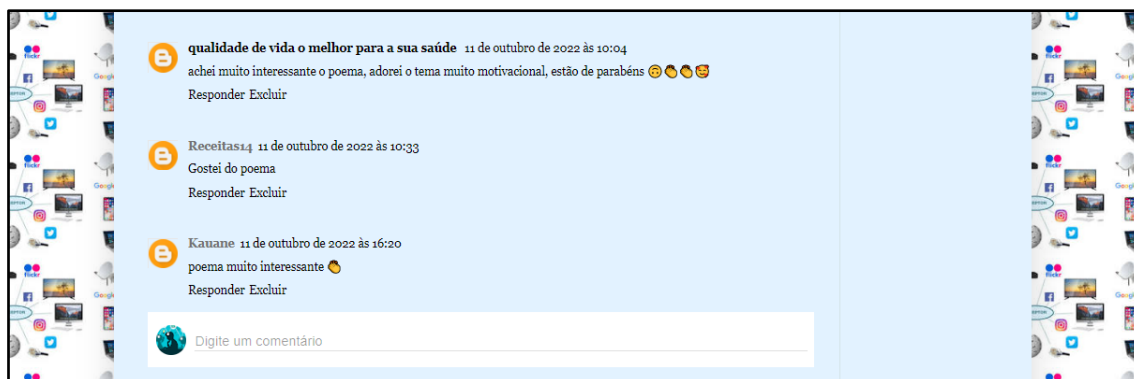 qualidade de vida o melhor para a sua saúde 11 de outubro de 2022 às 10:04
achei muito interessante o poema, adorei o tema muito motivacional, estão de parabéns 🙃👏👏🥰
Responder Excluir
Receitas14 11 de outubro de 2022 às 10:33
Gostei do poema
Responder Excluir
Kauane 11 de outubro de 2022 às 16:20
poema muito interessante 👏
Responder Excluir
Digite um comentário
flickr
Google